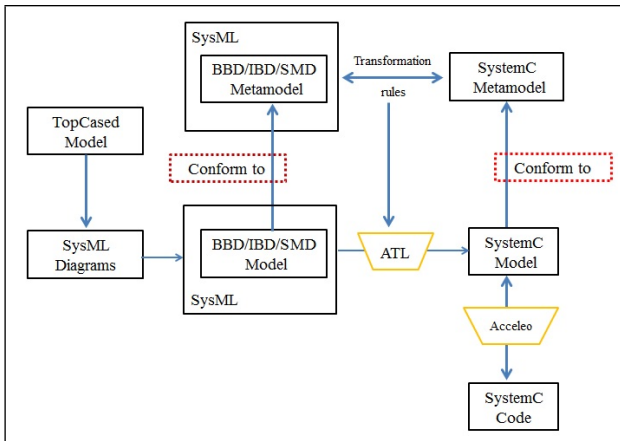 SysML
BBD/IBD/SMD
Metamodel
Transformation
rules
SystemC
Metamodel
TopCased
Model
Conform to
Conform to
SysML
Diagrams
BBD/IBD/SMD
Model
SysML
ATL
SystemC
Model
Acceleo
SystemC
Code